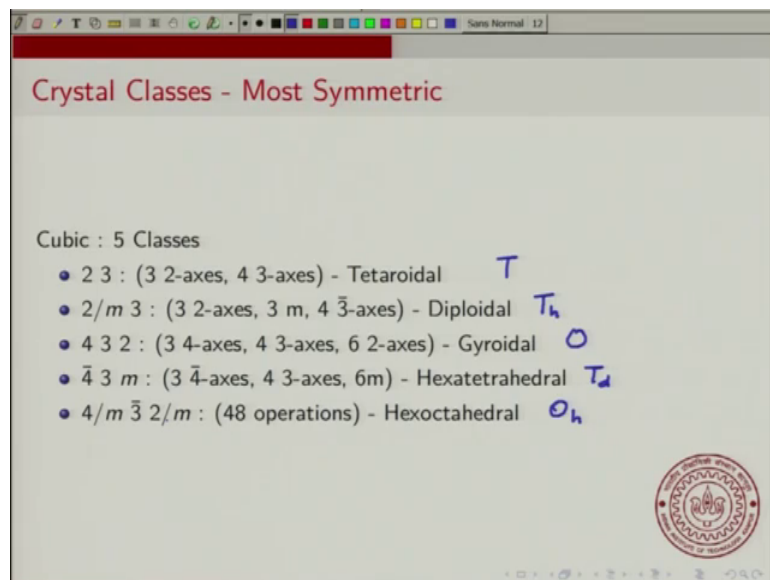 Sans Normal 12
Crystal Classes - Most Symmetric
Cubic : 5 Classes
2 3 : (3 2-axes, 4 3-axes) - Tetaroidal T
2/m 3 : (3 2-axes, 3 m, 4 3̄-axes) - Diploidal Th
4 3 2 : (3 4-axes, 4 3-axes, 6 2-axes) - Gyroidal O
4̄ 3 m : (3 4̄-axes, 4 3-axes, 6m) - Hexatetrahedral Td
4/m 3̄ 2/m : (48 operations) - Hexoctahedral Oh